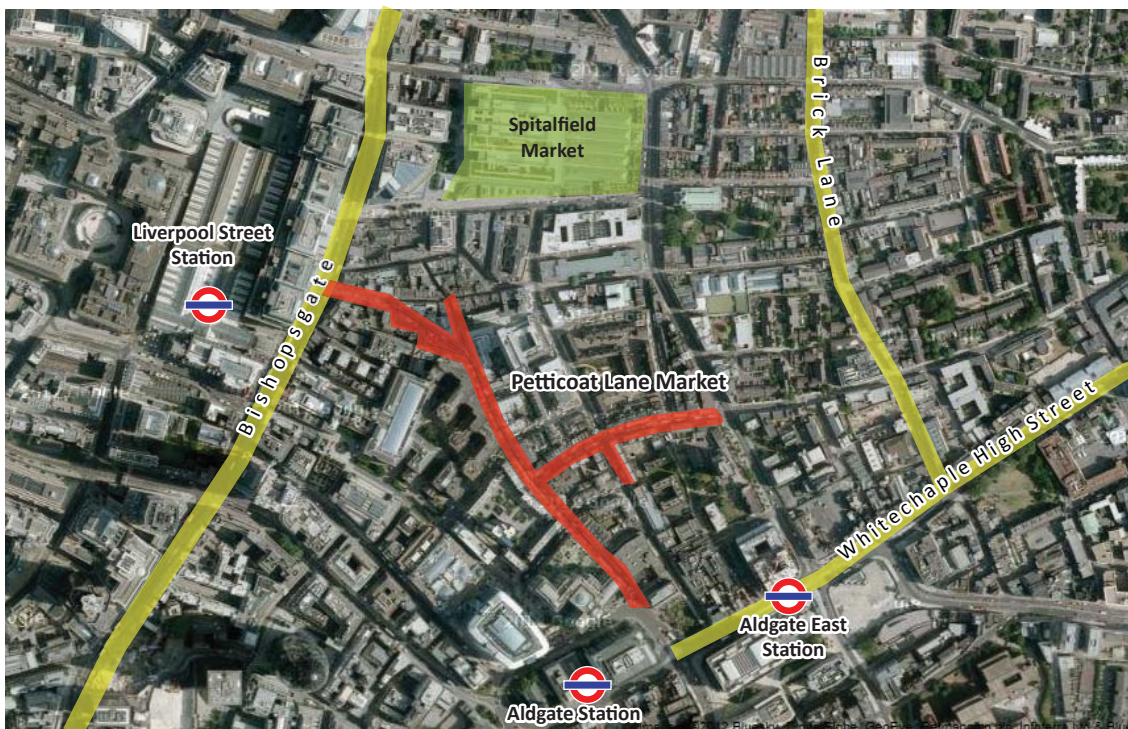 Spitalfield
Market
Brick Lane
Liverpool Street
Station
Bishopsgate
Petticoat Lane Market
Whitechaple High Street
Aldgate East
Station
Aldgate Station